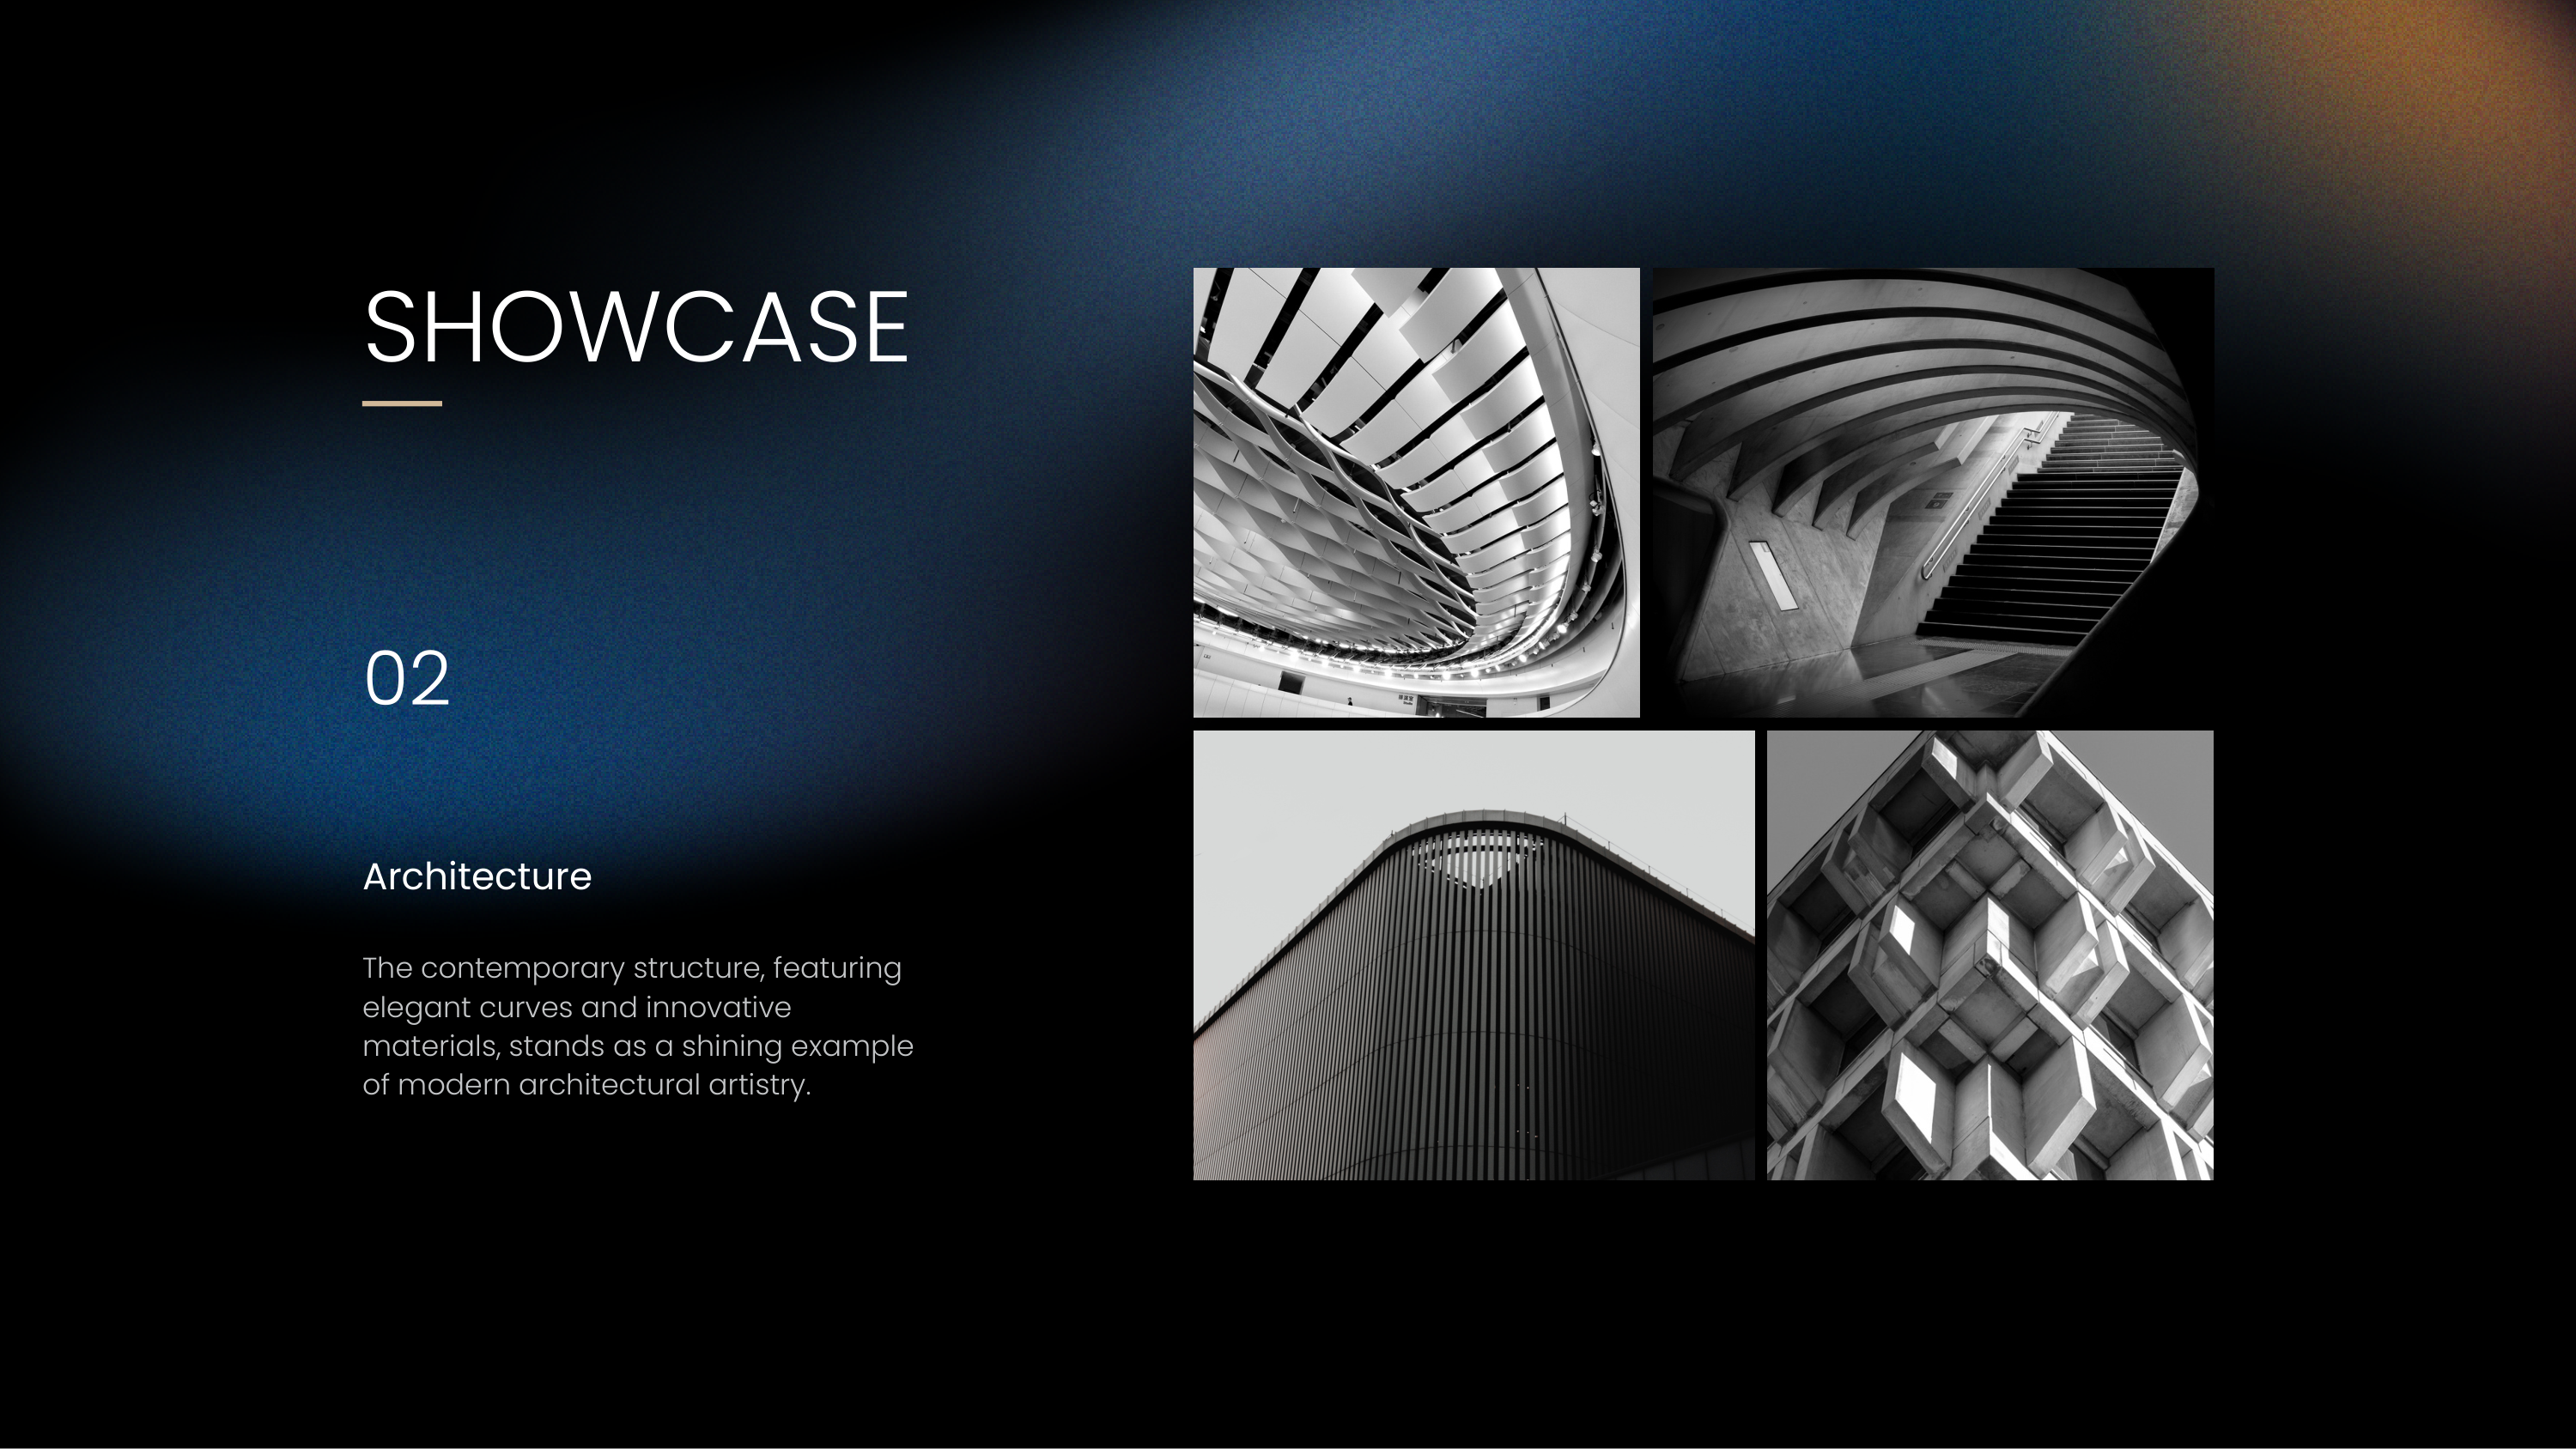 SHOWCASE
02
Architecture
The contemporary structure, featuring
elegant curves and innovative
materials, stands as a shining example
of modern architectural artistry.